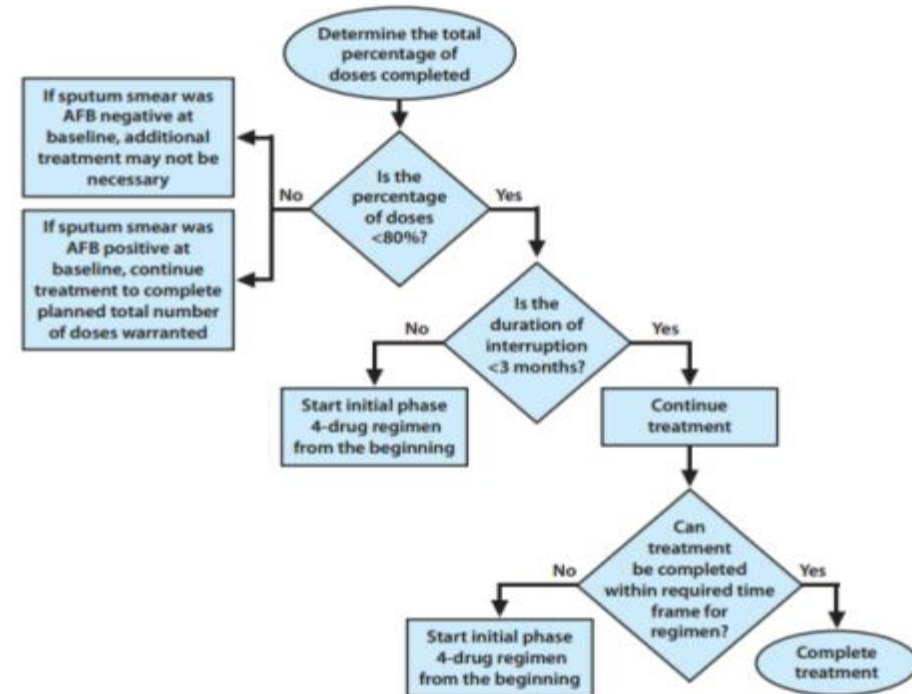 Determine the total
percentage of
doses completed
If sputum smear was
AFB negative at
baseline, additional
treatment may not be
necessary
No
Is the
percentage
of doses
<80%?
Yes
If sputum smear was
AFB positive at
baseline, continue
treatment to complete
planned total number
of doses warranted
No
Is the
duration of
interruption
<3 months?
Yes
Start initial phase
4-drug regimen
from the beginning
Continue
treatment
No
Can
treatment
be completed
within required time
frame for
regimen?
Yes
Start initial phase
4-drug regimen
from the beginning
Complete
treatment